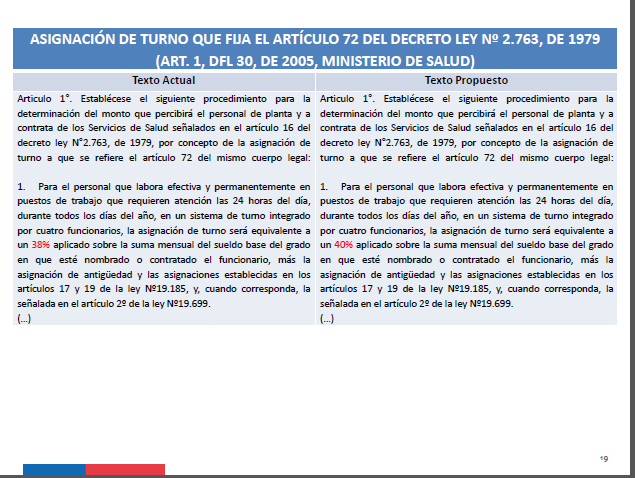 ASIGNACIÓN DE TURNO QUE FIJA EL ARTÍCULO 72 DEL DECRETO LEY Nº 2.763, DE 1979
(ART. 1, DFL 30, DE 2005, MINISTERIO DE SALUD)
Texto Actual
Articulo 1°. Establécese el siguiente procedimiento para la
determinación del monto que percibirá el personal de planta y a
contrata de los Servicios de Salud señalados en el artículo 16 del
decreto ley N°2.763, de 1979, por concepto de la asignación de
turno a que se refiere el artículo 72 del mismo cuerpo legal:
1. Para el personal que labora efectiva y permanentemente en
puestos de trabajo que requieren atención las 24 horas del día,
durante todos los días del año, en un sistema de turno integrado
por cuatro funcionarios, la asignación de turno será equivalente a
un 38% aplicado sobre la suma mensual del sueldo base del grado
en que esté nombrado o contratado el funcionario, más la
asignación de antigüedad y las asignaciones establecidas en los
artículos 17 y 19 de la ley Nº19.185, y, cuando corresponda, la
señalada en el artículo 2º de la ley Nº19.699.
(...)
Texto Propuesto
Articulo 1°. Establécese el siguiente procedimiento para la
determinación del monto que percibirá el personal de planta y a
contrata de los Servicios de Salud señalados en el artículo 16 del
decreto ley N°2.763, de 1979, por concepto de la asignación de
turno a que se refiere el artículo 72 del mismo cuerpo legal:
1. Para el personal que labora efectiva y permanentemente en
puestos de trabajo que requieren atención las 24 horas del día,
durante todos los días del año, en un sistema de turno integrado
por cuatro funcionarios, la asignación de turno será equivalente a
un 40% aplicado sobre la suma mensual del sueldo base del grado
en que esté nombrado o contratado el funcionario, más la
asignación de antigüedad y las asignaciones establecidas en los
artículos 17 y 19 de la ley Nº19.185, y, cuando corresponda, la
señalada en el artículo 2º de la ley Nº19.699.
(...)
19